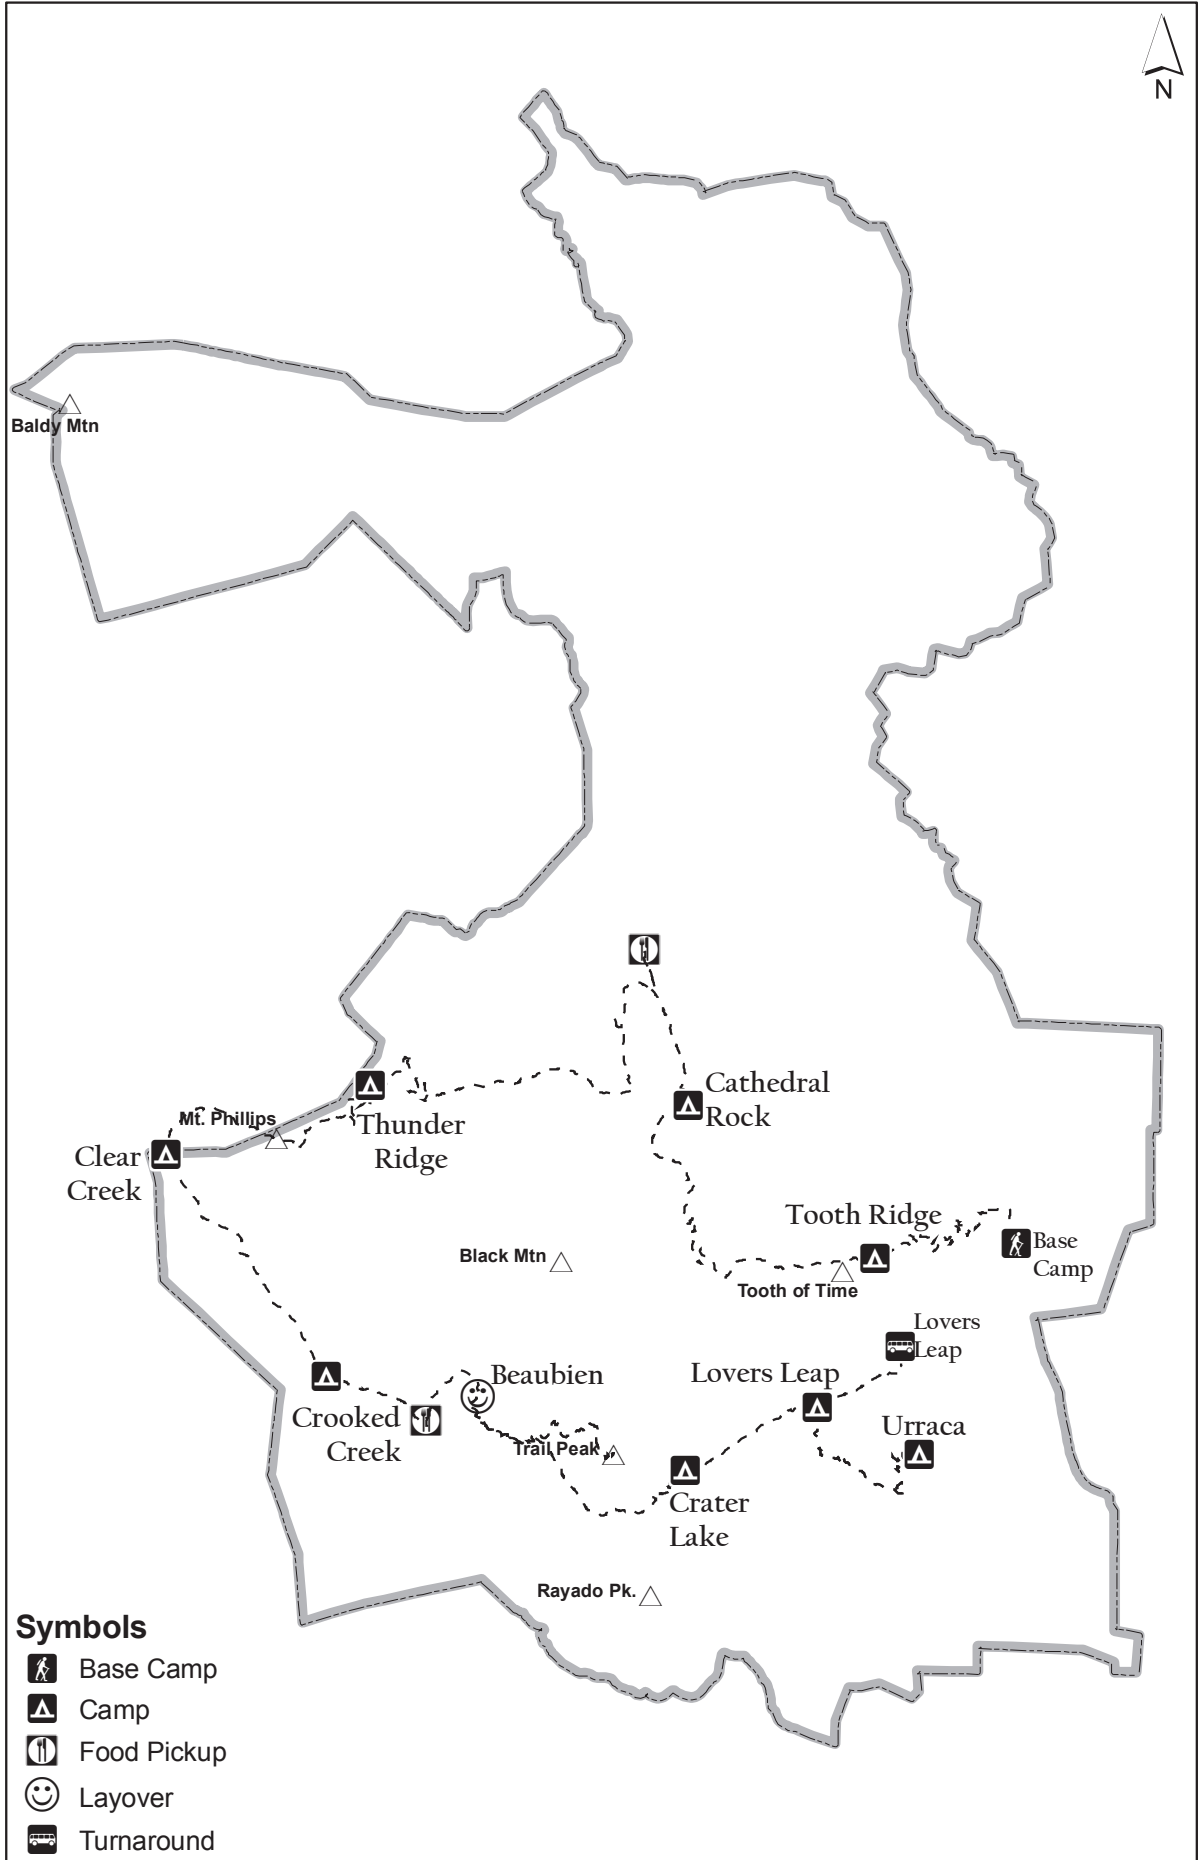 N
Baldy Mtn
Cathedral
Rock
Mt. Phillips
Thunder
Ridge
Clear
Creek
Tooth Ridge
Base
Camp
Black Mtn
Tooth of Time
Lovers
Leap
Lovers Leap
Beaubien
Crooked
Creek
Urraca
Trail Peak
Crater
Lake
Rayado Pk.
Symbols
Base Camp
Camp
Food Pickup
Layover
Turnaround